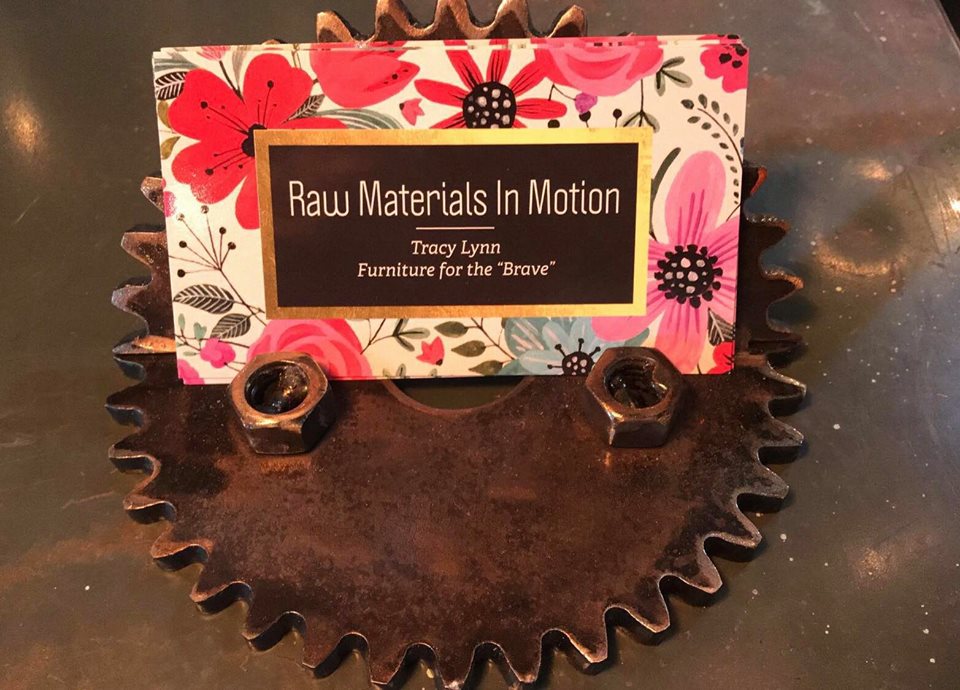 Raw Materials In Motion
Tracy Lynn
Furniture for the “Brave”